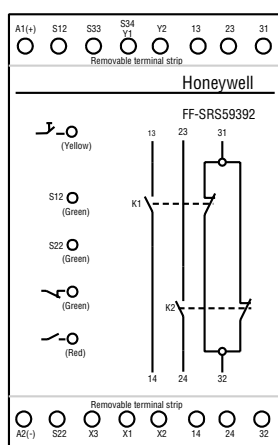 A1(+) S12 S33 S34 Y1 Y2 13 23 31
Removable terminal strip
Honeywell
FF-SRS59392
(Yellow)
13 23 31
S12
(Green)
K1
S22
(Green)
(Green)
K2
(Red)
14 24 32
Removable terminal strip
A2(-) S22 X3 X1 X2 14 24 32